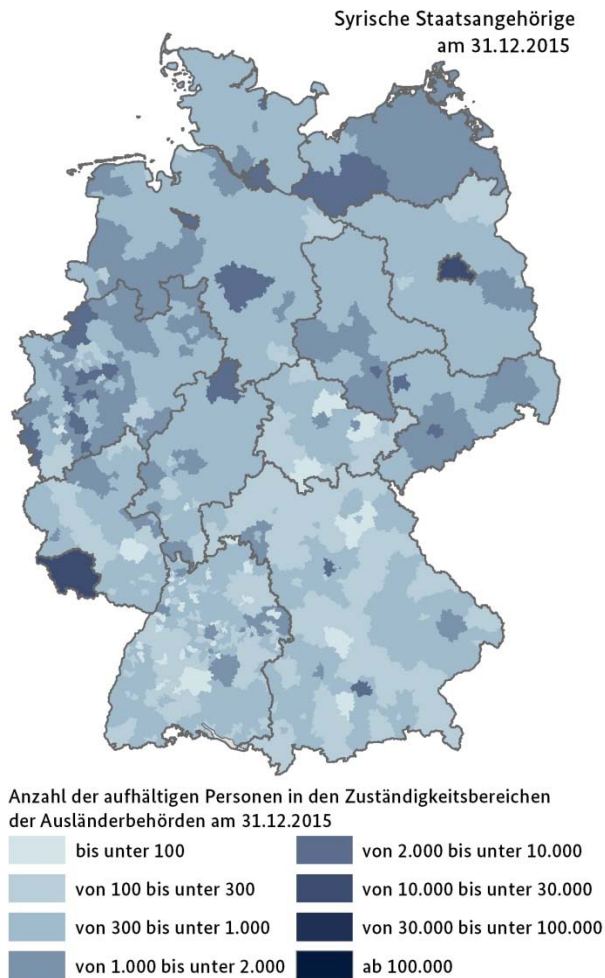 Syrische Staatsangehörige
am 31.12.2015
Anzahl der aufhältigen Personen in den Zuständigkeitsbereichen
der Ausländerbehörden am 31.12.2015
bis unter 100
von 100 bis unter 300
von 300 bis unter 1.000
von 1.000 bis unter 2.000
von 2.000 bis unter 10.000
von 10.000 bis unter 30.000
von 30.000 bis unter 100.000
ab 100.000